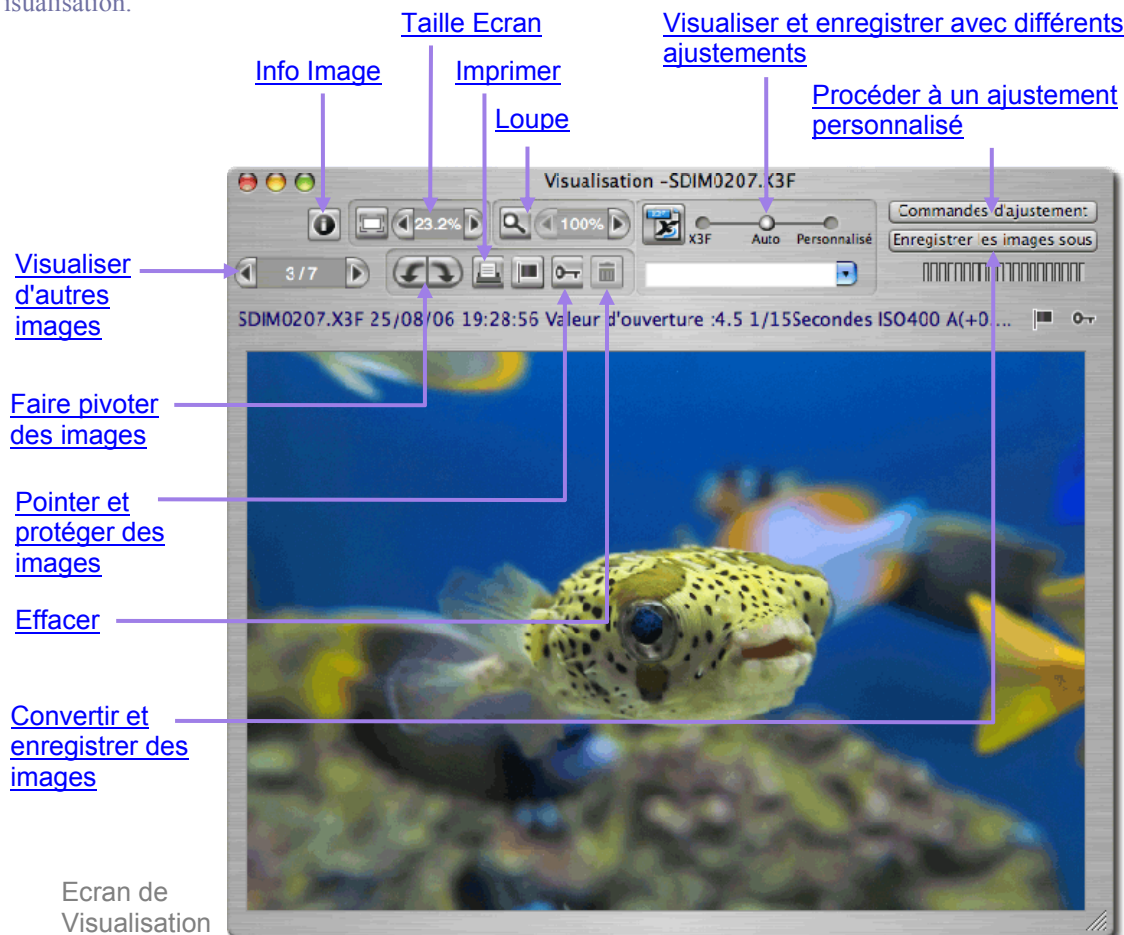 isualisation.
Taille Ecran
Visualiser et enregistrer avec différents
ajustements
Info Image
Imprimer
Procéder à un ajustement
personnalisé
Loupe
Visualisation -SDIM0207.X3F
23.2%
100%
X3F
Auto
Personnalisé
Commandes d'ajustement
Enregistrer les images sous
Visualiser
d'autres
images
3/7
SDIM0207.X3F 25/08/06 19:28:56 Valeur d'ouverture :4.5 1/15Secondes ISO400 A(+0....
Faire pivoter
des images
Pointer et
protéger des
images
Effacer
Convertir et
enregistrer des
images
Ecran de
Visualisation